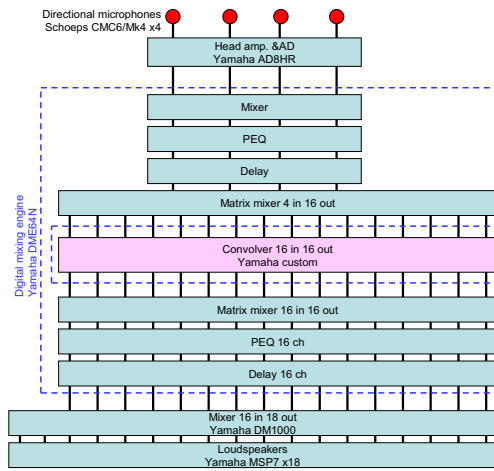 Directional microphones
Schoeps CMC6/Mk4 x4
Head amp. &AD
Yamaha AD8HR
Mixer
PEQ
Delay
Matrix mixer 4 in 16 out
Digital mixing engine
Yamaha DME64N
Convolver 16 in 16 out
Yamaha custom
Matrix mixer 16 in 16 out
PEQ 16 ch
Delay 16 ch
Mixer 16 in 18 out
Yamaha DM1000
Loudspeakers
Yamaha MSP7 x18